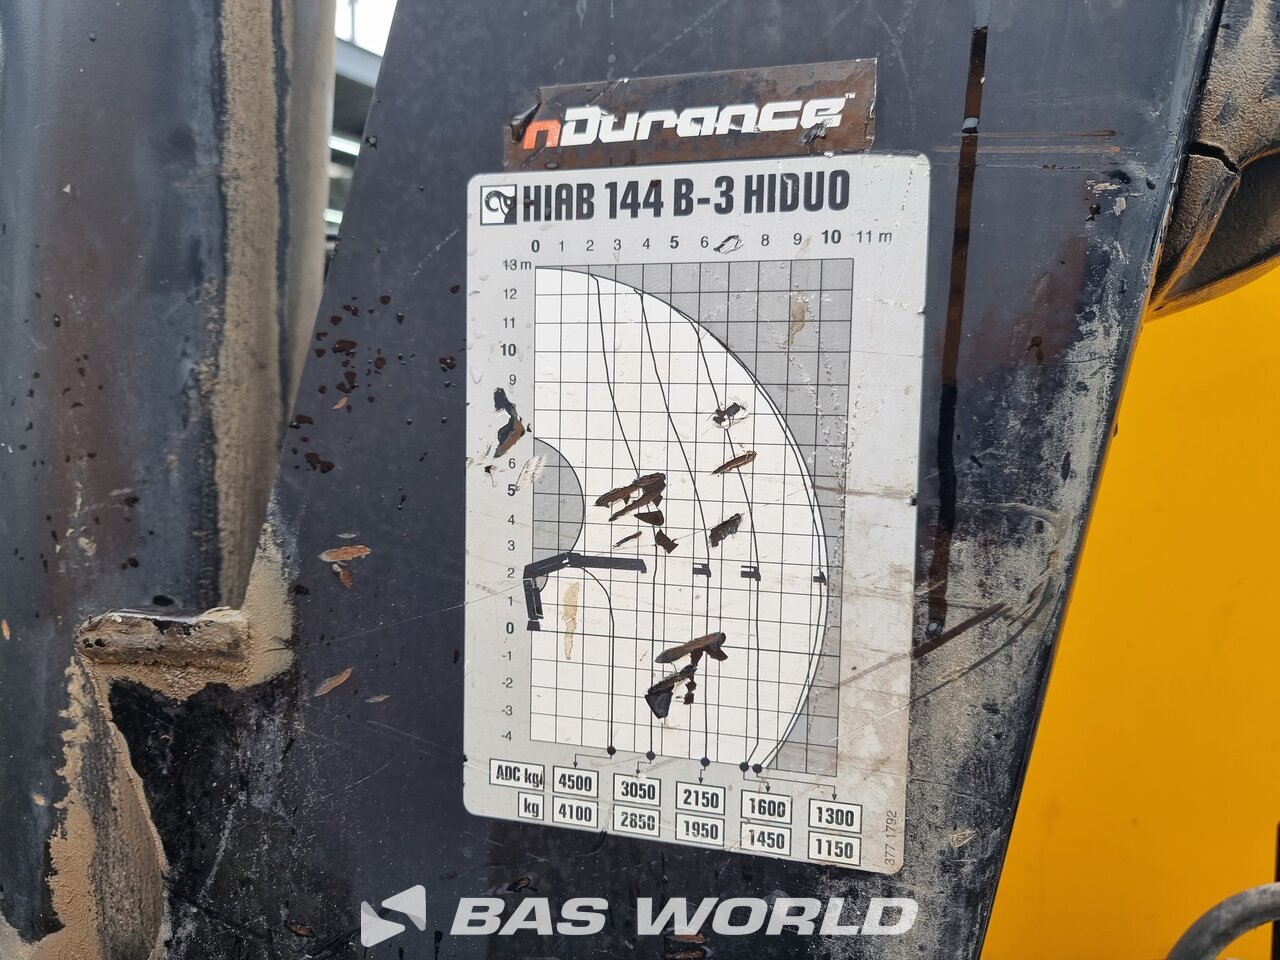 nDurance™
HIAB 144 B-3 HIDUO
0 1 2 3 4 5 6 8 9 10 11 m
13 m
12
11
10
9
6
5
4
3
2
1
0
-1
-2
-3
-4
ADC kg 4500 3050 2150 1600 1300
kg 4100 2850 1950 1450 1150
377 1792
BAS WORLD